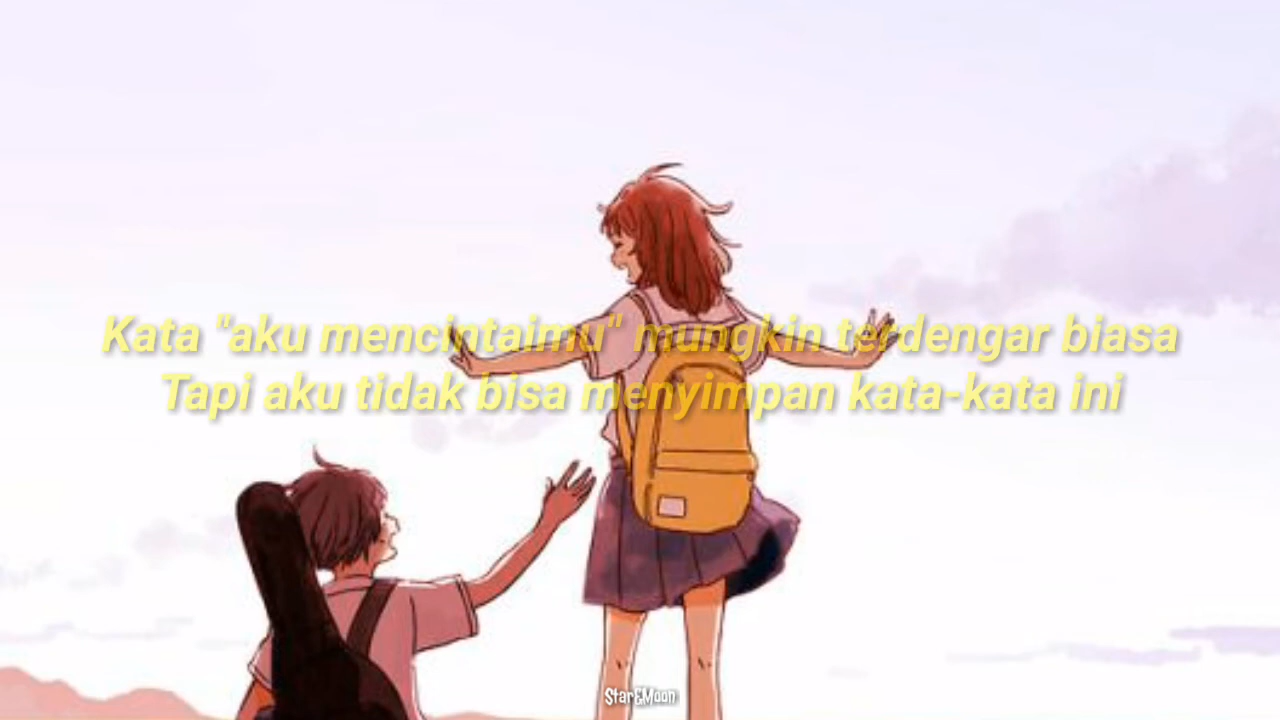 Kata "aku mencintaimu" mungkin terdengar biasa
Tapi aku tidak bisa menyimpan kata-kata ini
Star&Moon